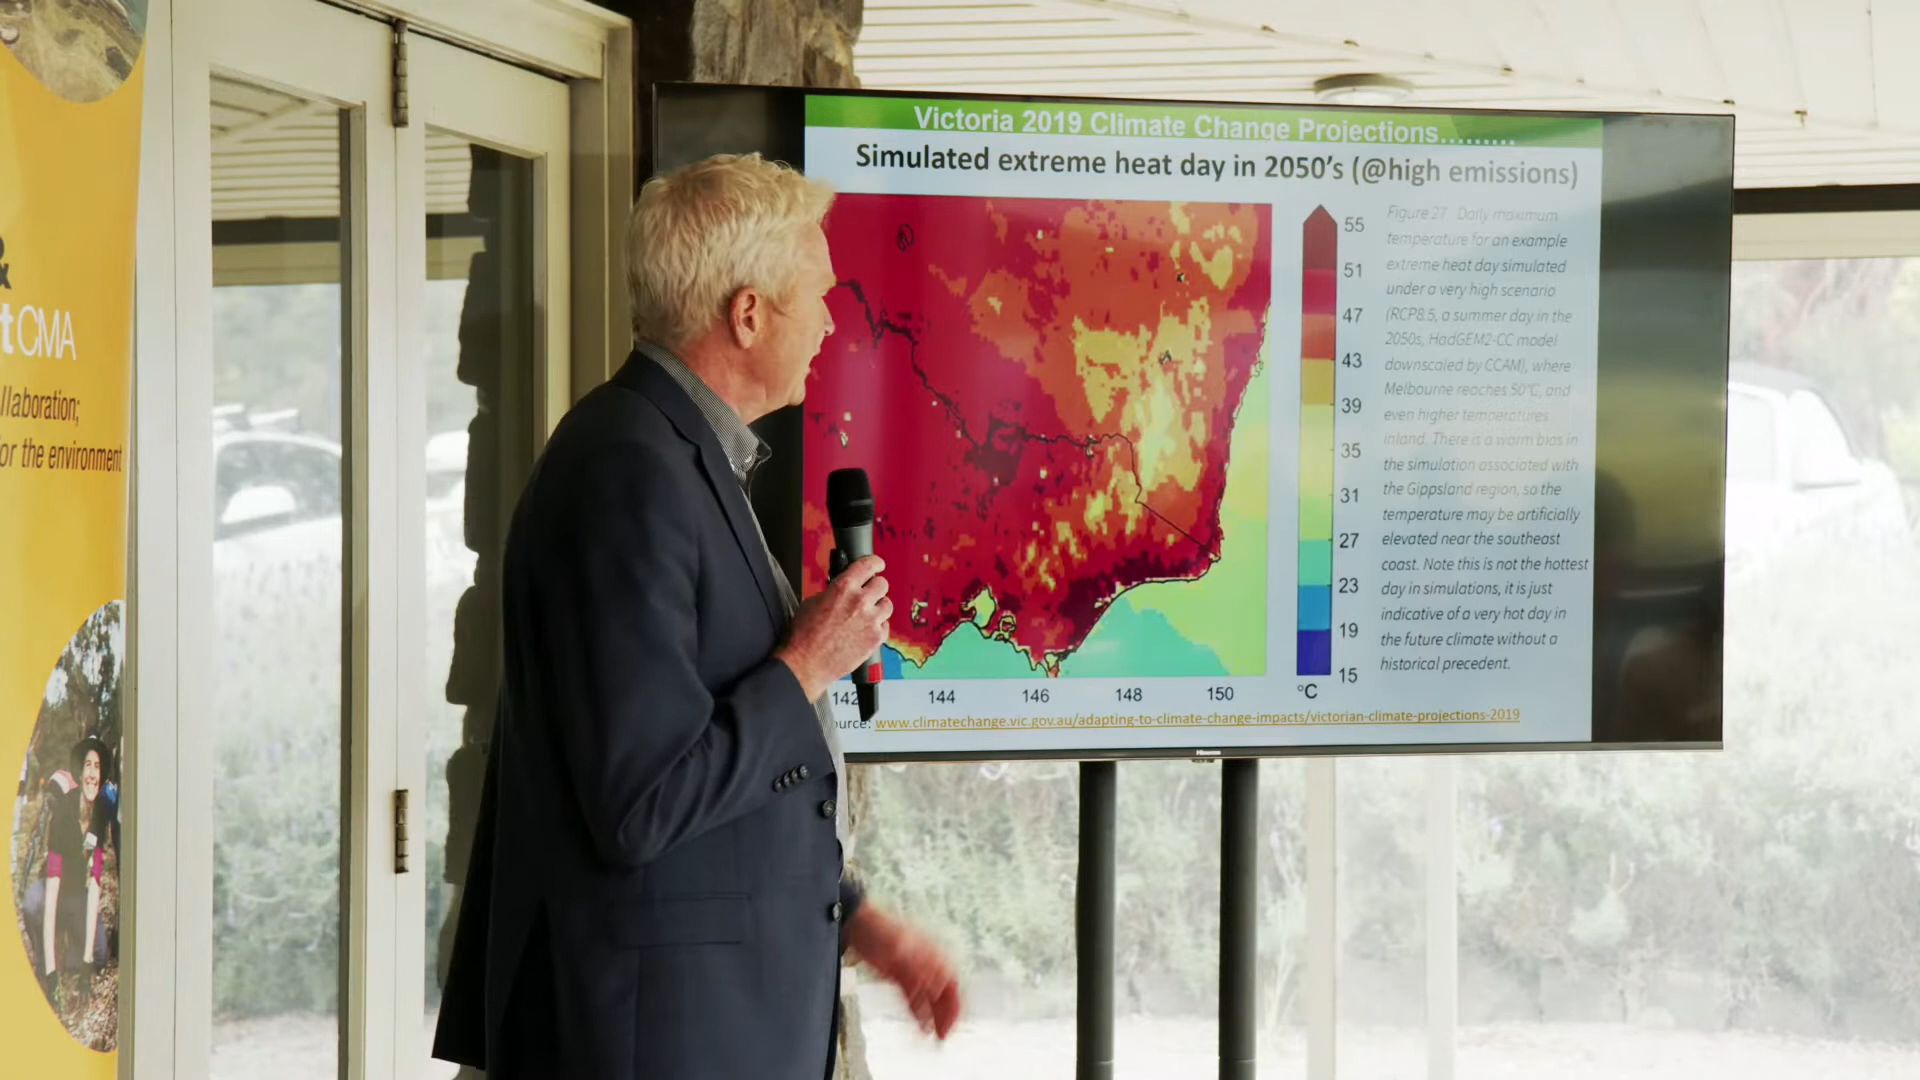 &
t CMA
llaboration;
or the environment
Victoria 2019 Climate Change Projections.........
Simulated extreme heat day in 2050's (@high emissions)
55
51
47
43
39
35
31
27
23
19
15
°C
142
144
146
148
150
Figure 27 Daily maximum
temperature for an example
extreme heat day simulated
under a very high scenario
(RCP8.5, a summer day in the
2050s, HadGEM2-CC model
downscaled by CCAM), where
Melbourne reaches 50°C, and
even higher temperatures
inland. There is a warm bias in
the simulation associated with
the Gippsland region, so the
temperature may be artificially
elevated near the southeast
coast. Note this is not the hottest
day in simulations, it is just
indicative of a very hot day in
the future climate without a
historical precedent.
ource: www.climatechange.vic.gov.au/adapting-to-climate-change-impacts/victorian-climate-projections-2019
Hisense